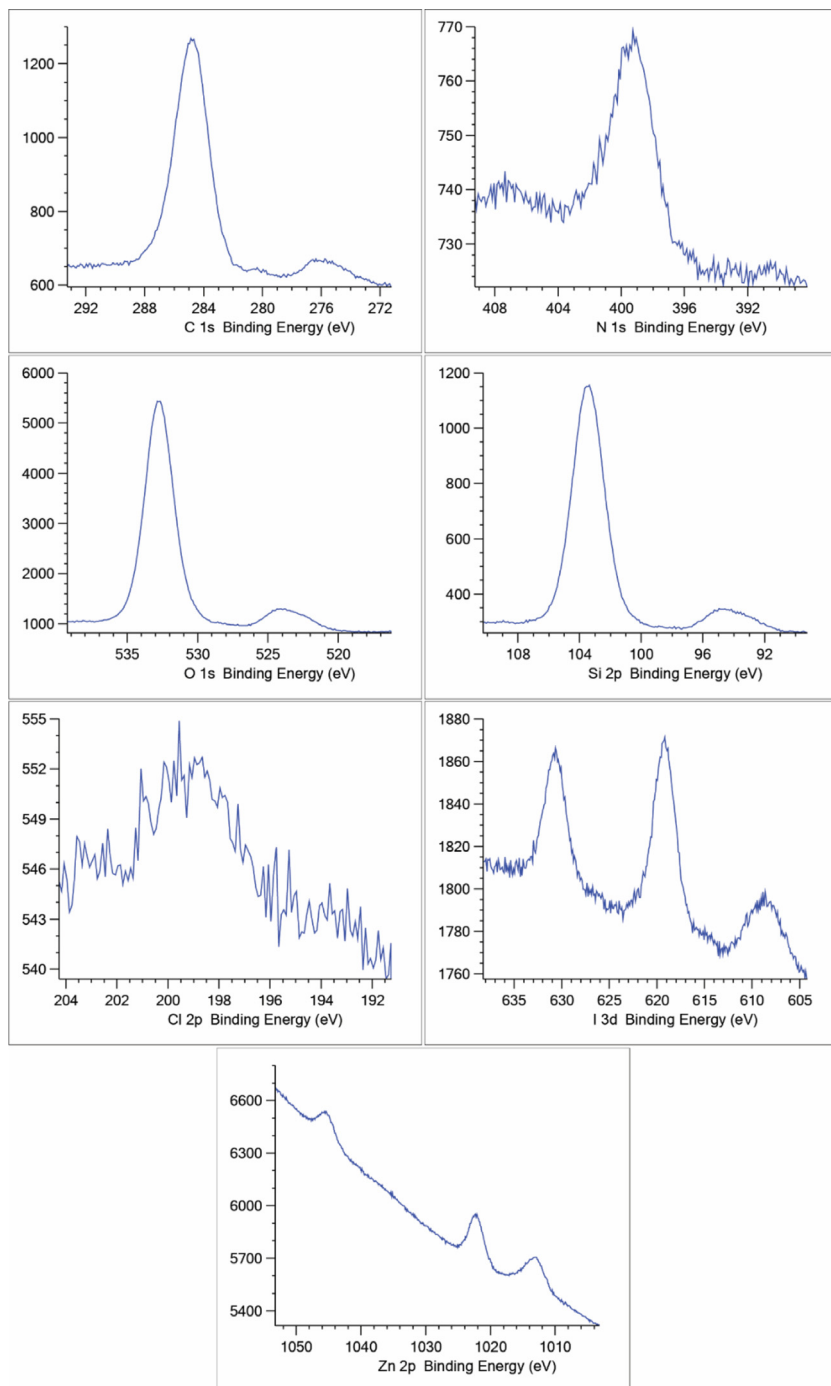 1200
1000
800
600
292 288 284 280 276 272
C 1s Binding Energy (eV)
770
760
750
740
730
408 404 400 396 392
N 1s Binding Energy (eV)
6000
5000
4000
3000
2000
1000
535 530 525 520
O 1s Binding Energy (eV)
1200
1000
800
600
400
108 104 100 96 92
Si 2p Binding Energy (eV)
555
552
549
546
543
540
204 202 200 198 196 194 192
Cl 2p Binding Energy (eV)
1880
1860
1840
1820
1800
1780
1760
635 630 625 620 615 610 605
I 3d Binding Energy (eV)
6600
6300
6000
5700
5400
1050 1040 1030 1020 1010
Zn 2p Binding Energy (eV)